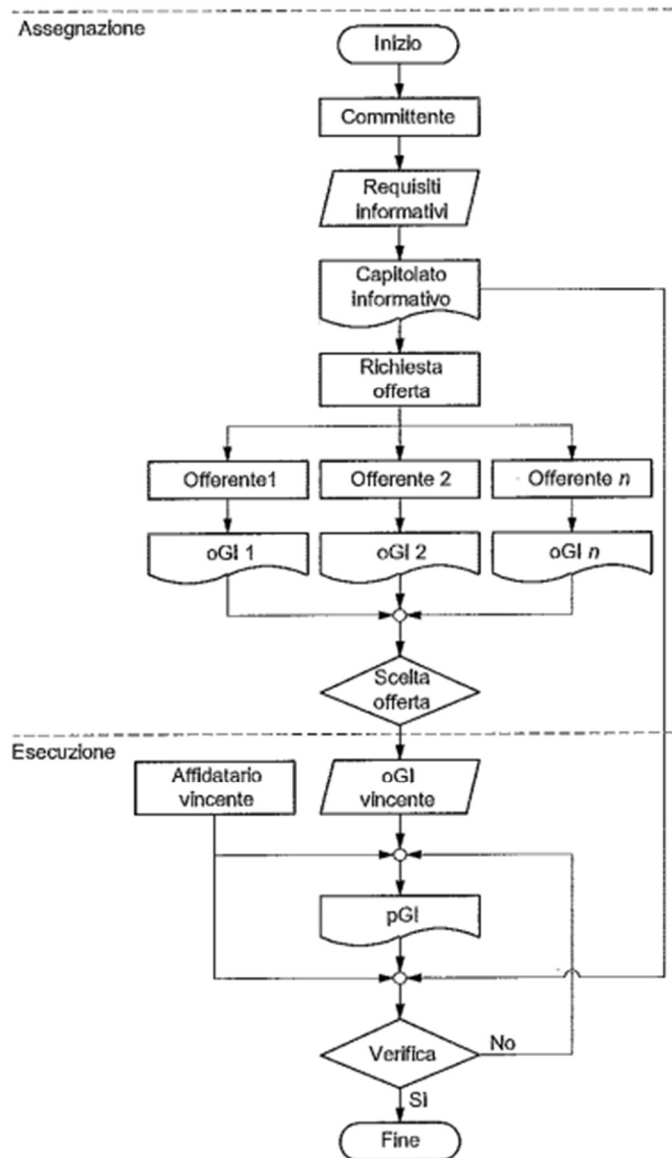 Assegnazione
Inizio
Committente
Requisiti
informativi
Capitolato
informativo
Richiesta
offerta
Offerente1
Offerente 2
Offerente n
oGI 1
oGI 2
oGI n
Scelta
offerta
Esecuzione
Affidatario
vincente
oGI
vincente
pGI
Verifica
No
Sì
Fine